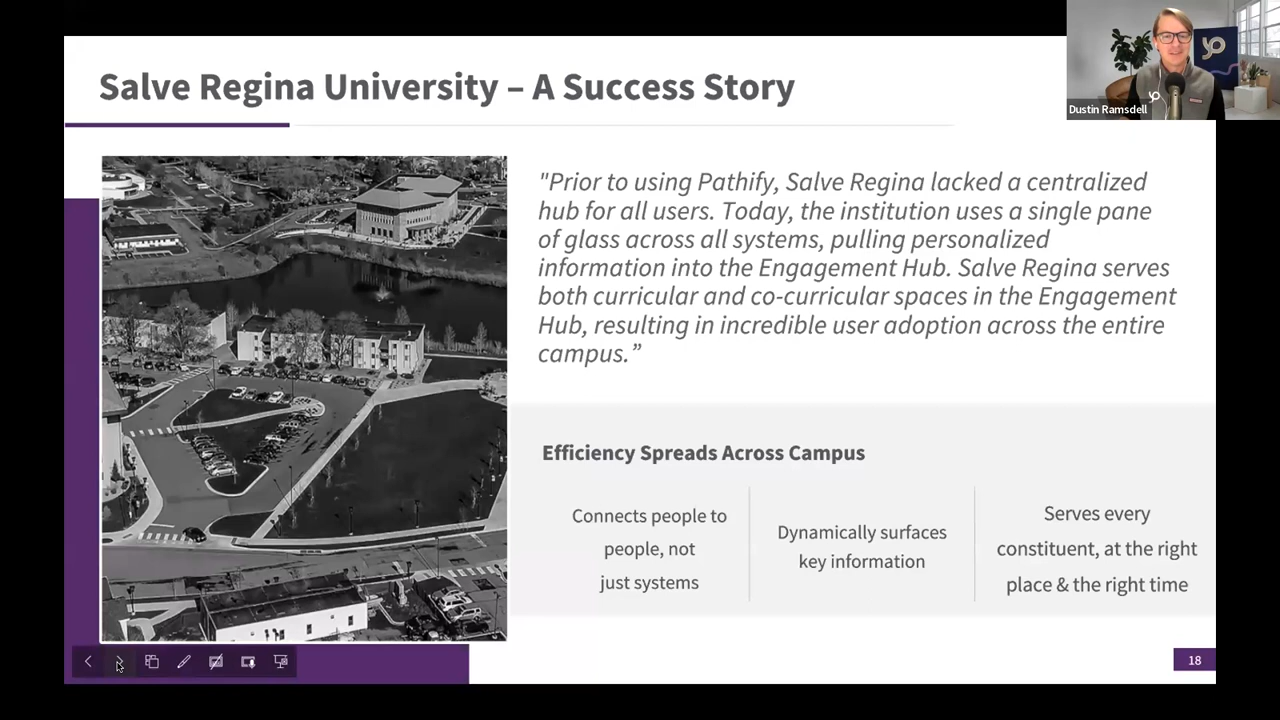 Salve Regina University – A Success Story
Dustin Ramsdell
"Prior to using Pathify, Salve Regina lacked a centralized
hub for all users. Today, the institution uses a single pane
of glass across all systems, pulling personalized
information into the Engagement Hub. Salve Regina serves
both curricular and co-curricular spaces in the Engagement
Hub, resulting in incredible user adoption across the entire
campus.”
Efficiency Spreads Across Campus
Connects people to
people, not
just systems
Dynamically surfaces
key information
Serves every
constituent, at the right
place & the right time
18